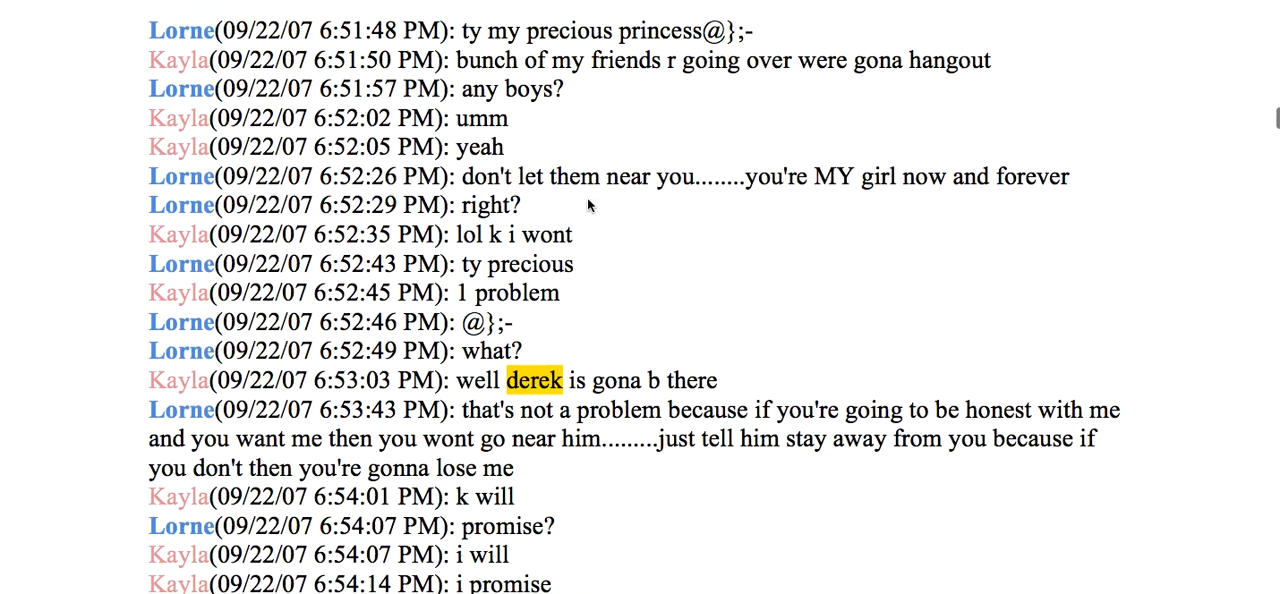 Lorne(09/22/07 6:51:48 PM): ty my precious princess@};-
Kayla(09/22/07 6:51:50 PM): bunch of my friends r going over were gona hangout
Lorne(09/22/07 6:51:57 PM): any boys?
Kayla(09/22/07 6:52:02 PM): umm
Kayla(09/22/07 6:52:05 PM): yeah
Lorne(09/22/07 6:52:26 PM): don't let them near you........you're MY girl now and forever
Lorne(09/22/07 6:52:29 PM): right?
Kayla(09/22/07 6:52:35 PM): lol k i wont
Lorne(09/22/07 6:52:43 PM): ty precious
Kayla(09/22/07 6:52:45 PM): 1 problem
Lorne(09/22/07 6:52:46 PM): @};-
Lorne(09/22/07 6:52:49 PM): what?
Kayla(09/22/07 6:53:03 PM): well derek is gona b there
Lorne(09/22/07 6:53:43 PM): that's not a problem because if you're going to be honest with me
and you want me then you wont go near him.........just tell him stay away from you because if
you don't then you're gonna lose me
Kayla(09/22/07 6:54:01 PM): k will
Lorne(09/22/07 6:54:07 PM): promise?
Kayla(09/22/07 6:54:07 PM): i will
Kayla(09/22/07 6:54:14 PM): i promise